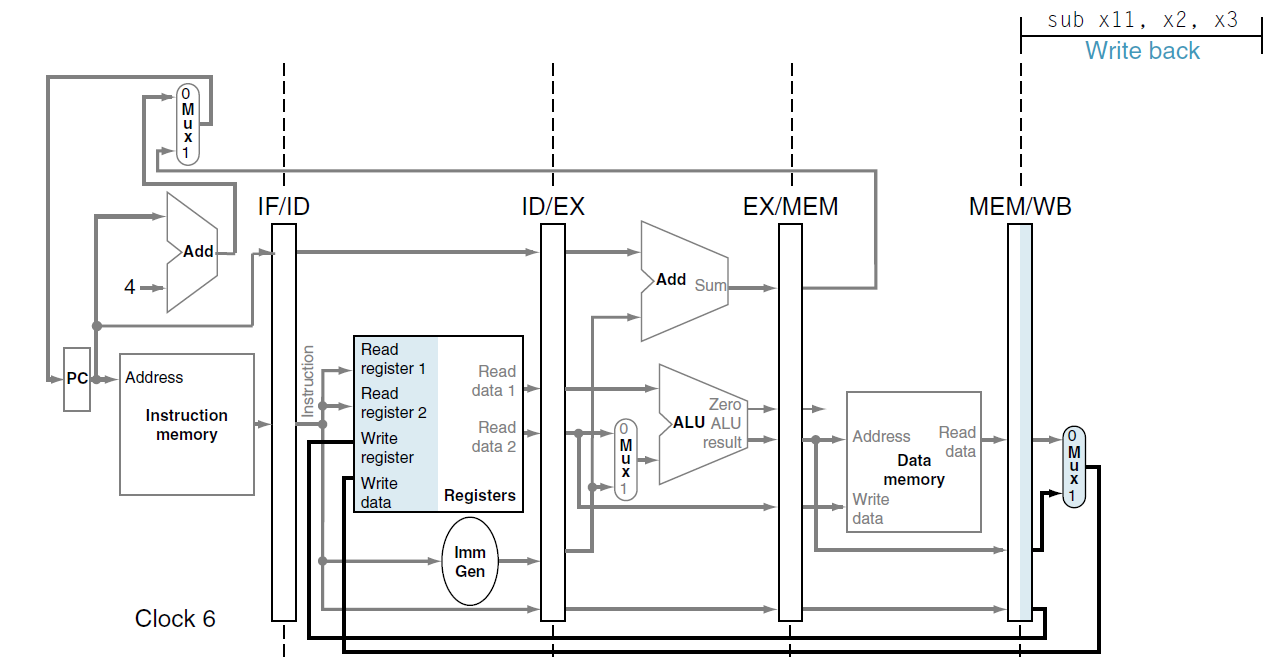 sub x11, x2, x3
Write back
0
M
u
x
1
IF/ID
ID/EX
EX/MEM
MEM/WB
Add
4
Add Sum
PC
Address
Instruction
memory
Instruction
Read
register 1
Read
register 2
Write
register
Write
data
Read
data 1
Read
data 2
Registers
0
M
u
x
1
Zero
ALU ALU
result
Address
Read
data
Data
memory
Write
data
0
M
u
x
1
Imm
Gen
Clock 6